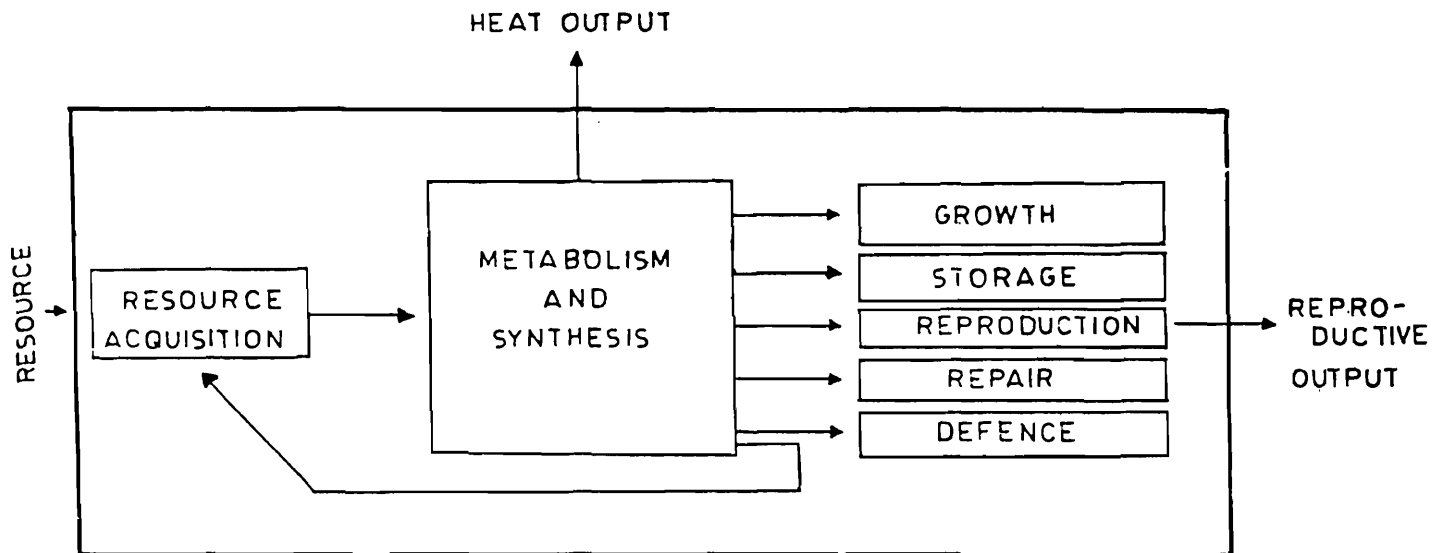 HEAT OUTPUT
RESOURCE
RESOURCE
ACQUISITION
METABOLISM
AND
SYNTHESIS
GROWTH
STORAGE
REPRODUCTION
REPAIR
DEFENCE
REPRO-
DUCTIVE
OUTPUT